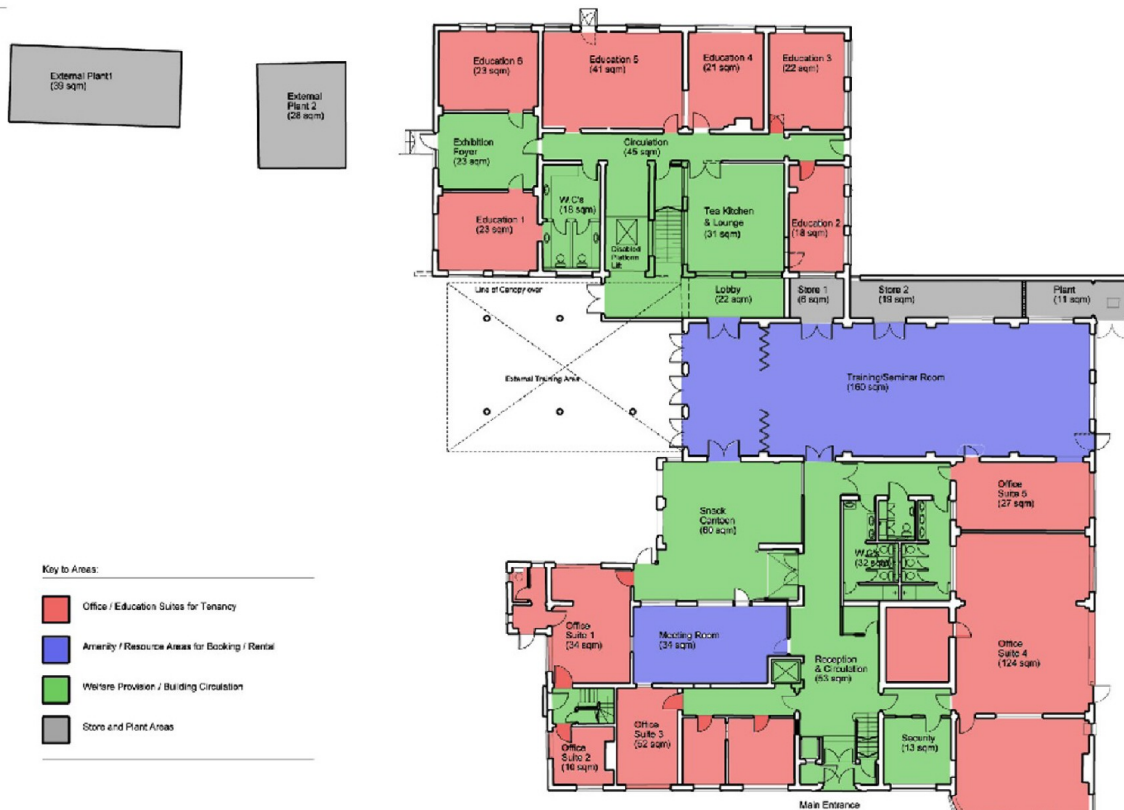 External Plant1
(39 sqm)
External
Plant 2
(28 sqm)
Education 6
(23 sqm)
Education 5
(41 sqm)
Education 4
(21 sqm)
Education 3
(22 sqm)
Exhibition
Foyer
(23 sqm)
Circulation
(45 sqm)
Education 1
(23 sqm)
W.C's
(18 sqm)
Disabled
Platform
Lift
Tea Kitchen
& Lounge
(31 sqm)
Education 2
(18 sqm)
Line of Canopy over
Lobby
(22 sqm)
Store 1
(6 sqm)
Store 2
(19 sqm)
Plant
(11 sqm)
External Training Area
Training/Seminar Room
(160 sqm)
Snack
Canteen
(60 sqm)
W.C's
(32 sqm)
Office
Suite 5
(27 sqm)
Office
Suite 1
(34 sqm)
Meeting Room
(34 sqm)
Reception
& Circulation
(53 sqm)
Office
Suite 4
(124 sqm)
Office
Suite 2
(16 sqm)
Office
Suite 3
(52 sqm)
Security
(13 sqm)
Main Entrance
Key to Areas:
Office / Education Suites for Tenancy
Amenity / Resource Areas for Booking / Rental
Welfare Provision / Building Circulation
Store and Plant Areas